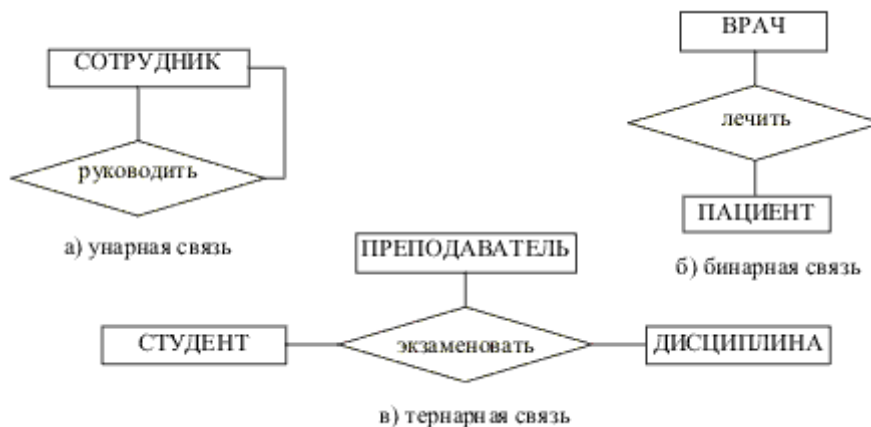 СОТРУДНИК
руководить
а) унарная связь
ВРАЧ
лечить
ПАЦИЕНТ
б) бинарная связь
ПРЕПОДАВАТЕЛЬ
СТУДЕНТ
экзаменовать
ДИСЦИПЛИНА
в) тернарная связь